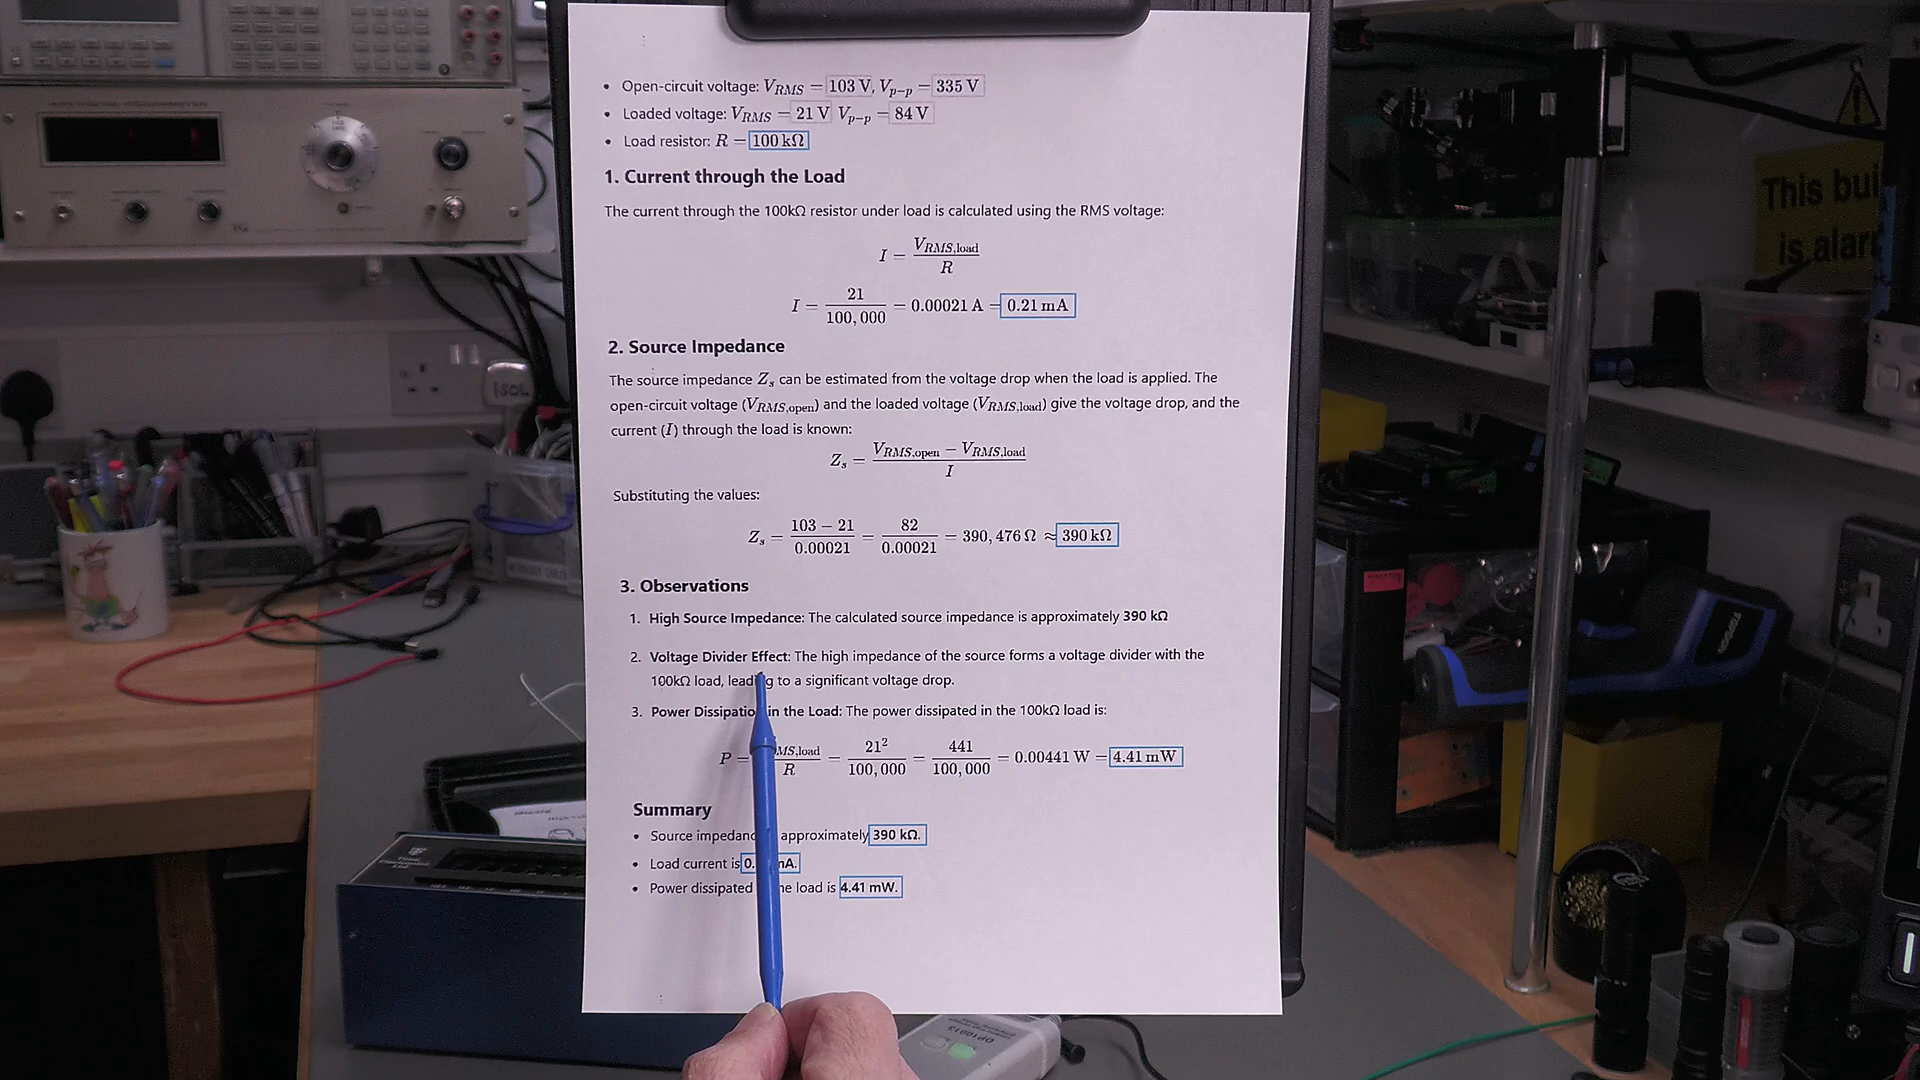 • Open-circuit voltage: V_RMS = 103 V, V_p−p = 335 V
• Loaded voltage: V_RMS = 21 V V_p−p = 84 V
• Load resistor: R = 100 kΩ
1. Current through the Load
The current through the 100kΩ resistor under load is calculated using the RMS voltage:
I = V_RMS,load / R
I = 21 / 100,000 = 0.00021 A = 0.21 mA
2. Source Impedance
The source impedance Z_s can be estimated from the voltage drop when the load is applied. The
open-circuit voltage (V_RMS,open) and the loaded voltage (V_RMS,load) give the voltage drop, and the
current (I) through the load is known:
Z_s = V_RMS,open − V_RMS,load / I
Substituting the values:
Z_s = 103 − 21 / 0.00021 = 82 / 0.00021 = 390,476 Ω ≈ 390 kΩ
3. Observations
1. High Source Impedance: The calculated source impedance is approximately 390 kΩ
2. Voltage Divider Effect: The high impedance of the source forms a voltage divider with the
100kΩ load, leading to a significant voltage drop.
3. Power Dissipation in the Load: The power dissipated in the 100kΩ load is:
P = MS,load / R = 21² / 100,000 = 441 / 100,000 = 0.00441 W = 4.41 mW
Summary
• Source impedance approximately 390 kΩ.
• Load current is 0. mA.
• Power dissipated the load is 4.41 mW.
This bui
is alar
ISOL
DP10013